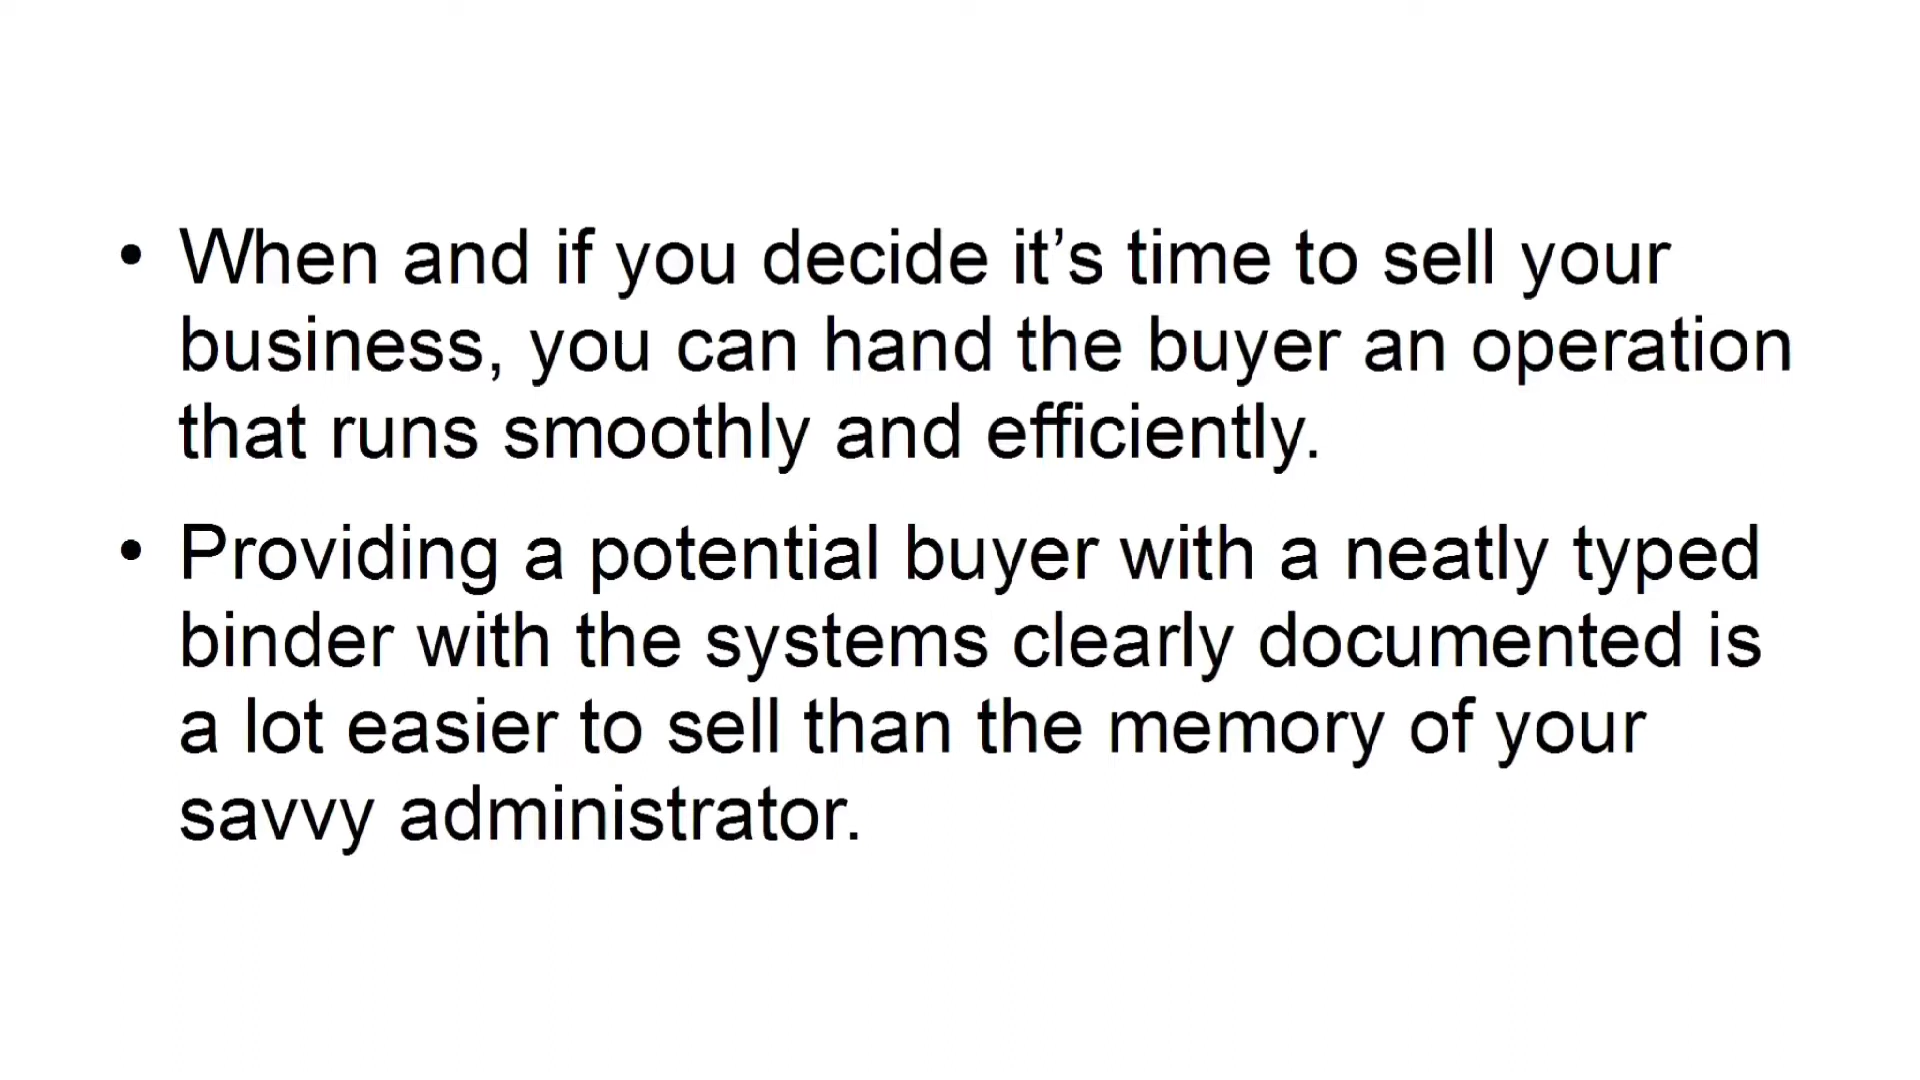 • When and if you decide it’s time to sell your
business, you can hand the buyer an operation
that runs smoothly and efficiently.
• Providing a potential buyer with a neatly typed
binder with the systems clearly documented is
a lot easier to sell than the memory of your
savvy administrator.